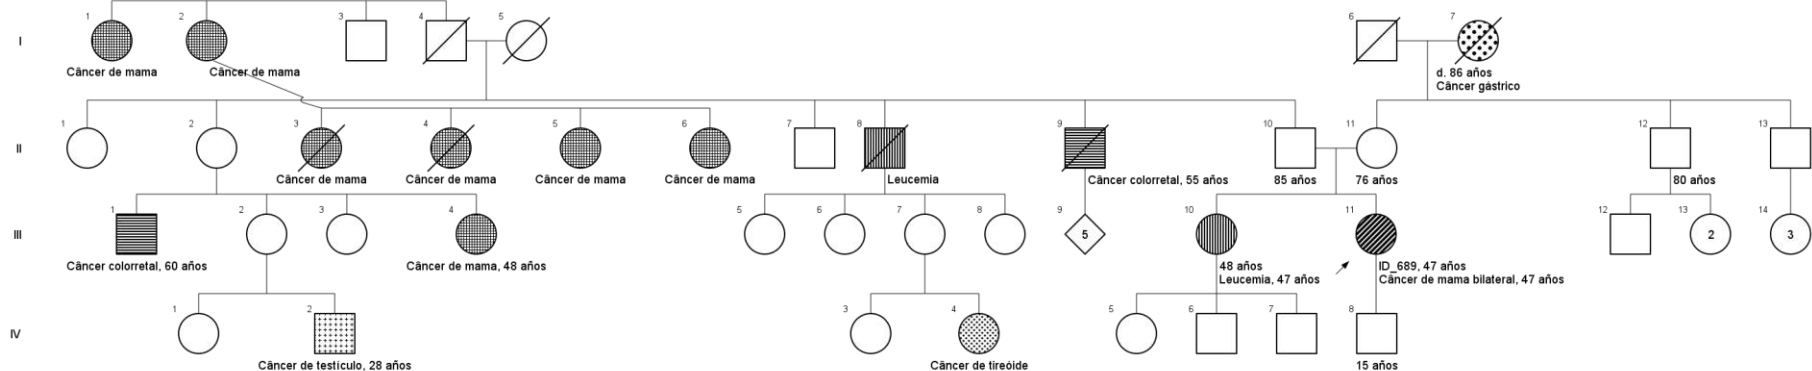 I
1
2
3
4
5
6
7
Câncer de mama
Câncer de mama
d. 86 años
Câncer gástrico
II
1
2
3
4
5
6
7
8
9
10
11
12
13
Câncer de mama
Câncer de mama
Câncer de mama
Câncer de mama
Leucemia
Câncer colorretal, 55 años
85 años
76 años
80 años
III
1
2
3
4
5
6
7
8
9
5
10
11
12
13
2
14
3
Câncer colorretal, 60 años
Câncer de mama, 48 años
48 años
Leucemia, 47 años
ID_689, 47 años
Câncer de mama bilateral, 47 años
IV
1
2
3
4
5
6
7
8
Câncer de testículo, 28 años
Câncer de tireóide
15 años